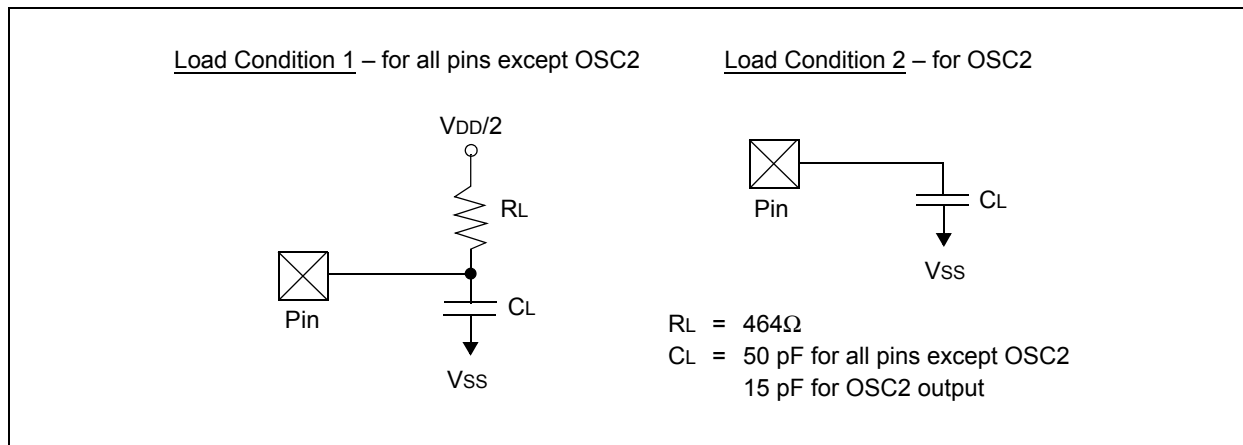 Load Condition 1 – for all pins except OSC2
VDD/2
RL
Pin
CL
VSS
Load Condition 2 – for OSC2
Pin
CL
VSS
RL = 464Ω
CL = 50 pF for all pins except OSC2
15 pF for OSC2 output